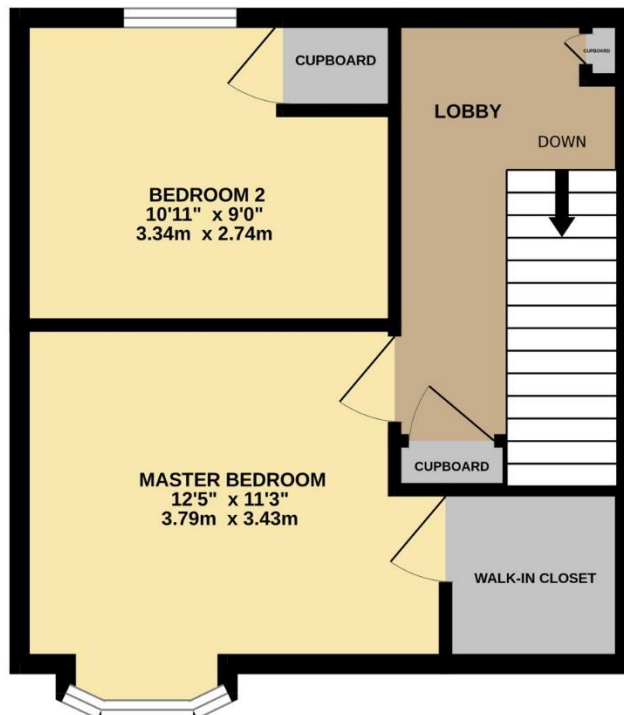 CUPBOARD
CUPBOARD
LOBBY
DOWN
BEDROOM 2
10'11" x 9'0"
3.34m x 2.74m
MASTER BEDROOM
12'5" x 11'3"
3.79m x 3.43m
CUPBOARD
WALK-IN CLOSET